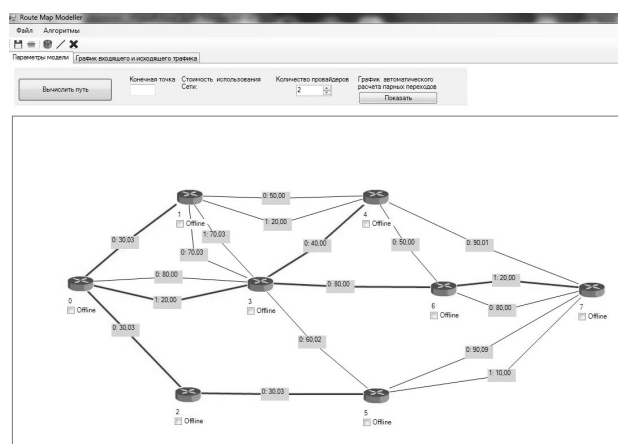 Route Map Modeller
Файл Алгоритмы
Параметры модели График входящего и исходящего трафика
Вычислить путь
Конечная точка
Стоимость использования
Сети:
Количество провайдеров
2
График автоматического
расчета парных переходов
Показать
0: 50,00
1
Offline
4
Offline
1: 20,00
0: 30,03
1: 70,03
0: 70,03
0: 40,00
0: 50,00
0: 90,01
0: 80,00
0: 80,00
1: 20,00
1: 20,00
0: 80,00
0
Offline
3
Offline
6
Offline
7
Offline
0: 30,03
0: 60,02
0: 90,09
1: 10,00
0: 30,03
2
Offline
5
Offline